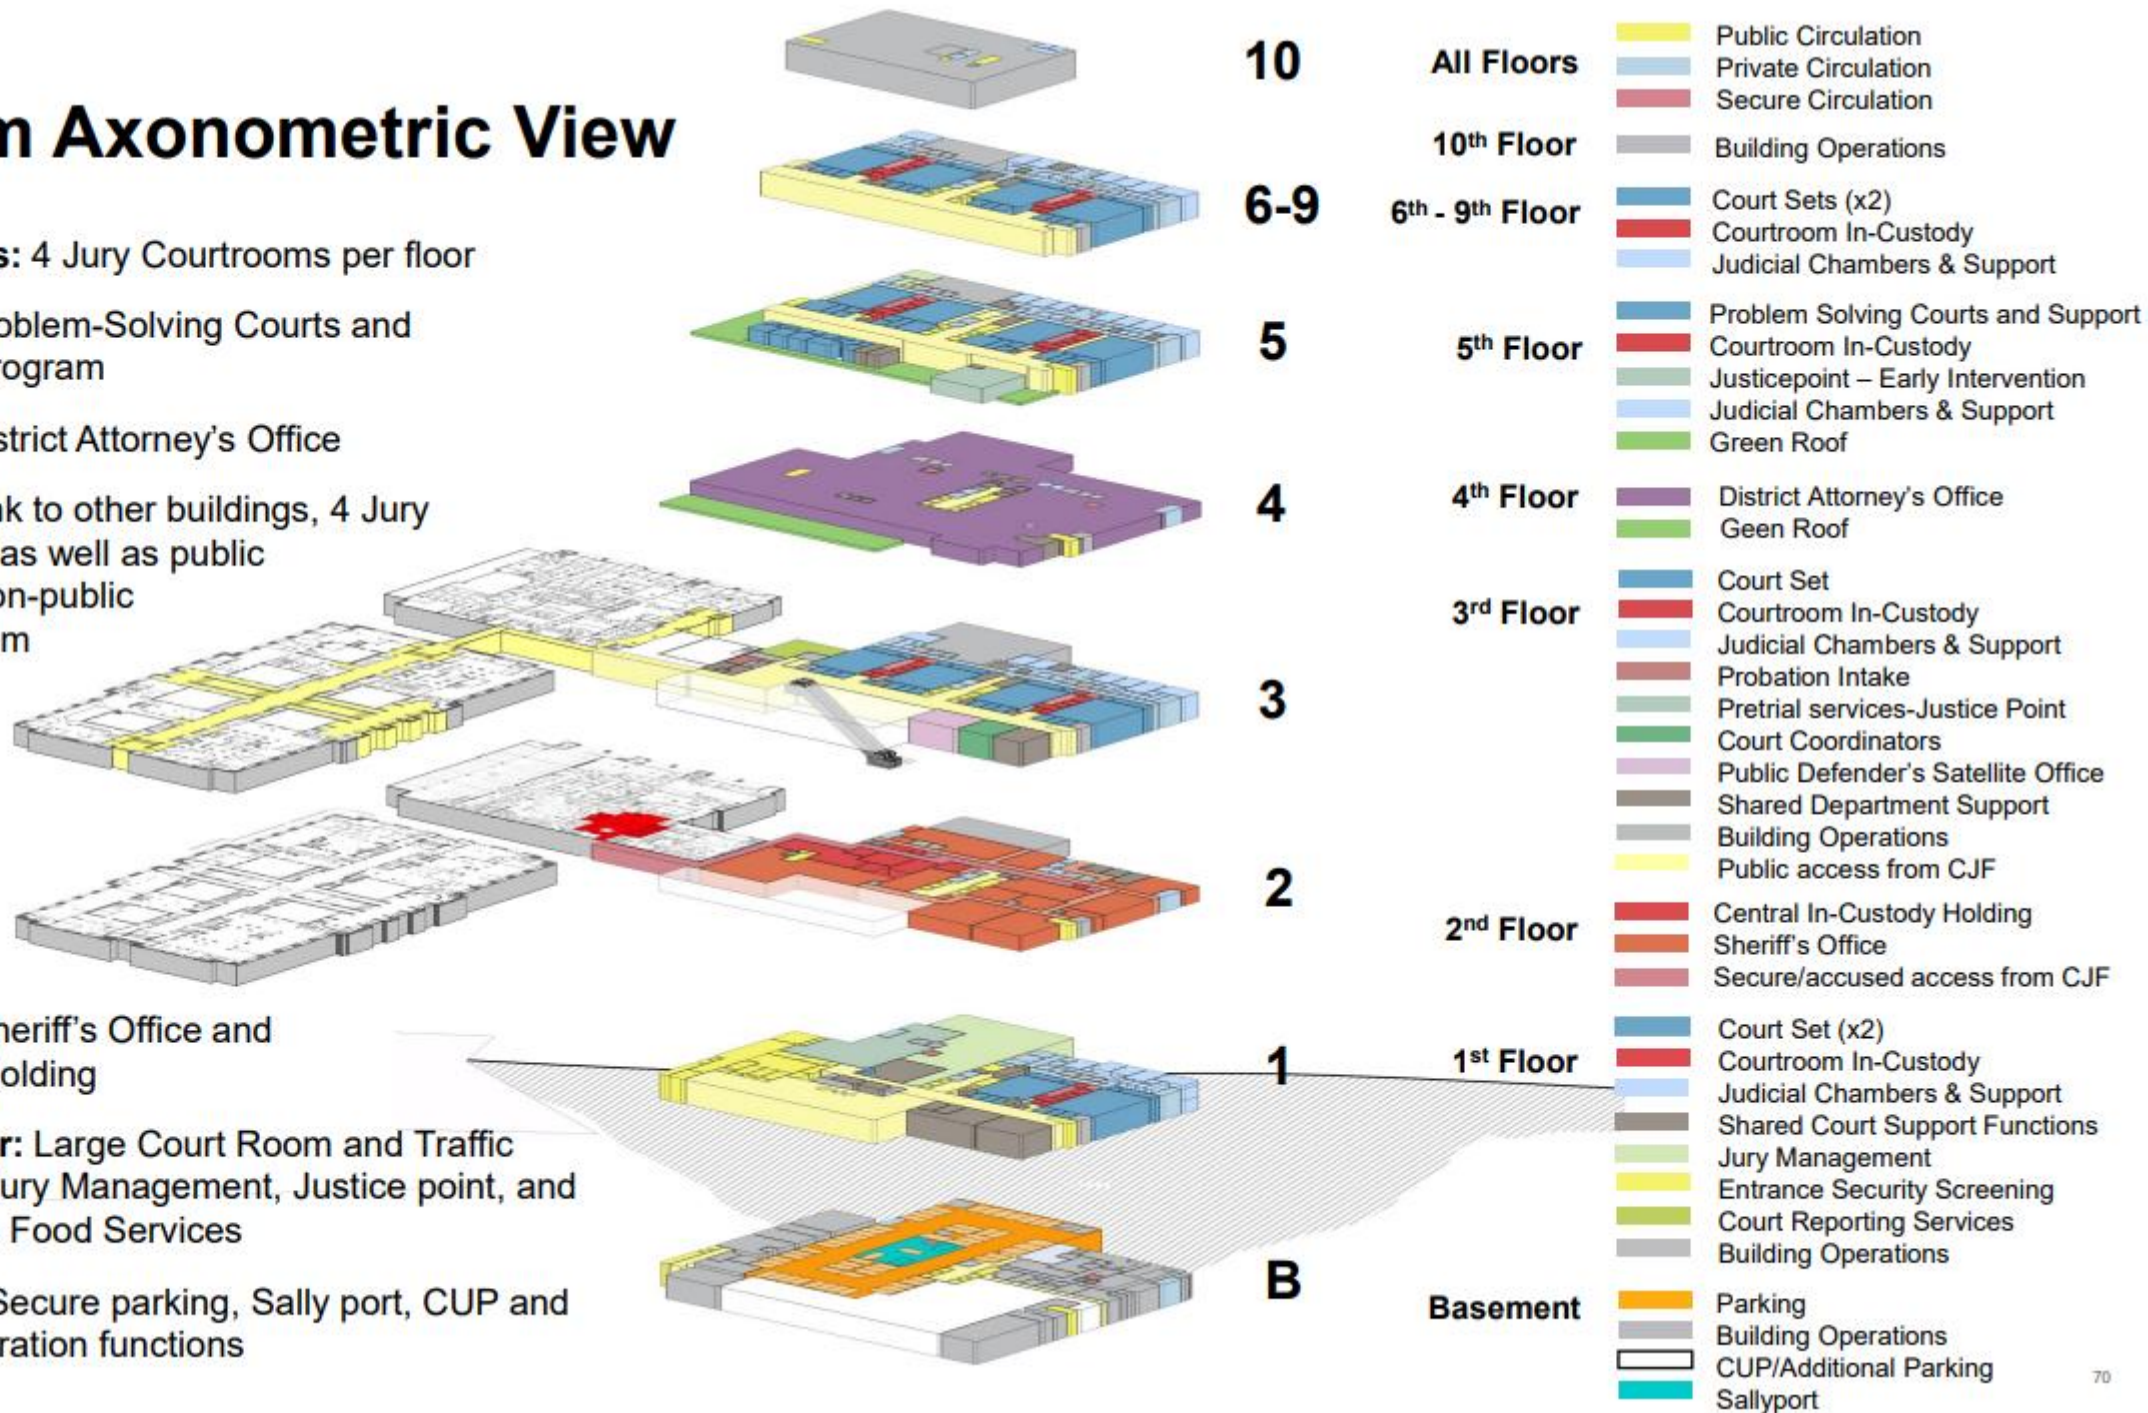 m Axonometric View
s: 4 Jury Courtrooms per floor
oblem-Solving Courts and
rogram
strict Attorney's Office
nk to other buildings, 4 Jury
as well as public
on-public
m
heriff's Office and
olding
r: Large Court Room and Traffic
ury Management, Justice point, and
Food Services
Secure parking, Sally port, CUP and
ration functions
10
6-9
5
4
3
2
1
B
All Floors
Public Circulation
Private Circulation
Secure Circulation
10th Floor
Building Operations
6th - 9th Floor
Court Sets (x2)
Courtroom In-Custody
Judicial Chambers & Support
5th Floor
Problem Solving Courts and Support
Courtroom In-Custody
Justicepoint – Early Intervention
Judicial Chambers & Support
Green Roof
4th Floor
District Attorney's Office
Geen Roof
3rd Floor
Court Set
Courtroom In-Custody
Judicial Chambers & Support
Probation Intake
Pretrial services-Justice Point
Court Coordinators
Public Defender's Satellite Office
Shared Department Support
Building Operations
Public access from CJF
2nd Floor
Central In-Custody Holding
Sheriff's Office
Secure/accused access from CJF
1st Floor
Court Set (x2)
Courtroom In-Custody
Judicial Chambers & Support
Shared Court Support Functions
Jury Management
Entrance Security Screening
Court Reporting Services
Building Operations
Basement
Parking
Building Operations
CUP/Additional Parking
Sallyport
70